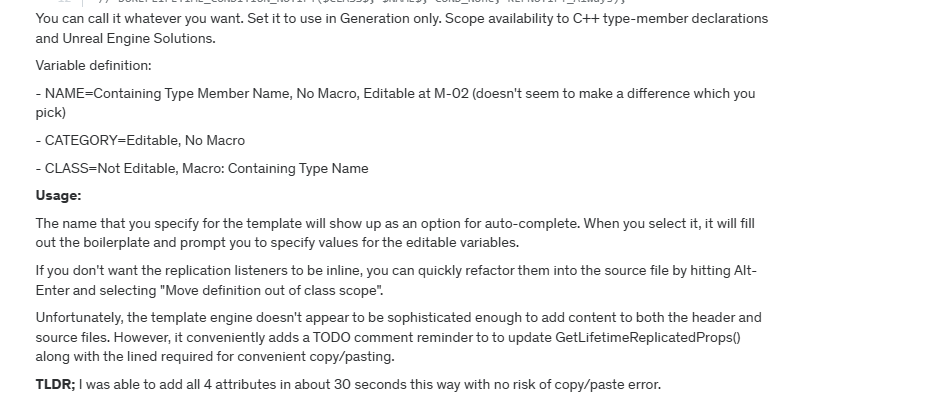 // DOREPLIFETIME_CONDITION_NOTIFY($CLASS$, $NAME$, COND_None, REPNOTIFY_Always);
You can call it whatever you want. Set it to use in Generation only. Scope availability to C++ type-member declarations
and Unreal Engine Solutions.
Variable definition:
- NAME=Containing Type Member Name, No Macro, Editable at M-02 (doesn't seem to make a difference which you
pick)
- CATEGORY=Editable, No Macro
- CLASS=Not Editable, Macro: Containing Type Name
Usage:
The name that you specify for the template will show up as an option for auto-complete. When you select it, it will fill
out the boilerplate and prompt you to specify values for the editable variables.
If you don't want the replication listeners to be inline, you can quickly refactor them into the source file by hitting Alt-
Enter and selecting "Move definition out of class scope".
Unfortunately, the template engine doesn't appear to be sophisticated enough to add content to both the header and
source files. However, it conveniently adds a TODO comment reminder to to update GetLifetimeReplicatedProps()
along with the lined required for convenient copy/pasting.
TLDR; I was able to add all 4 attributes in about 30 seconds this way with no risk of copy/paste error.